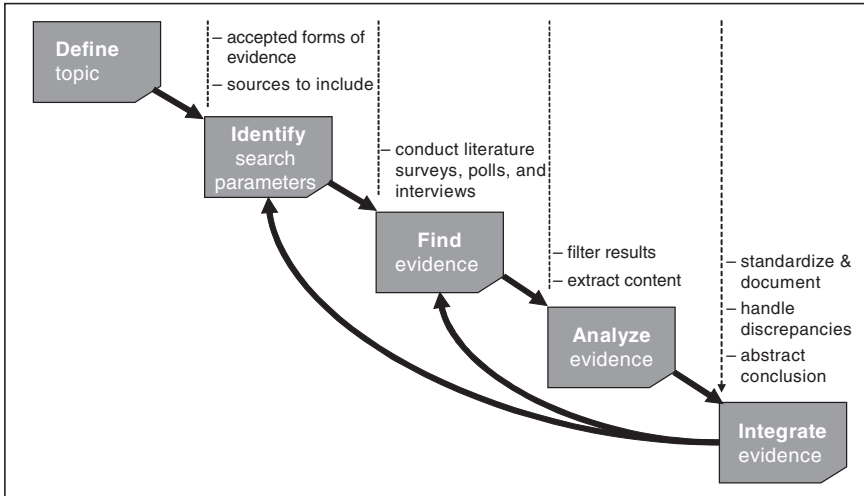 Define
topic
– accepted forms of
evidence
– sources to include
Identify
search
parameters
– conduct literature
surveys, polls, and
interviews
Find
evidence
– filter results
– extract content
Analyze
evidence
– standardize &
document
– handle
discrepancies
– abstract
conclusion
Integrate
evidence